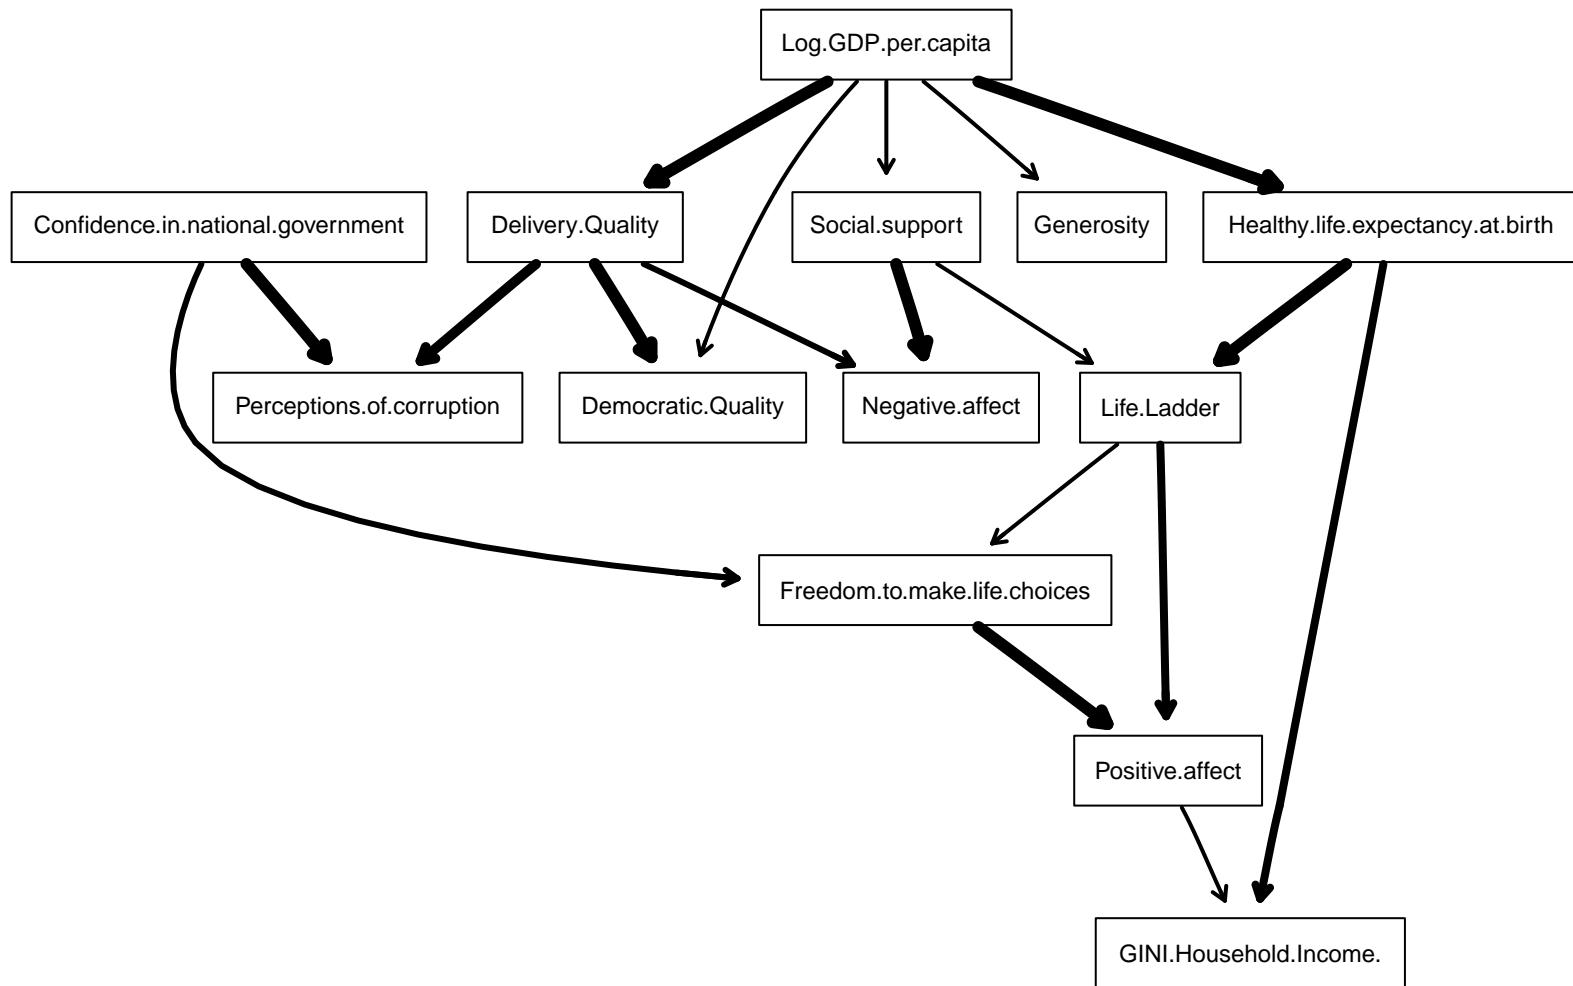 Log.GDP.per.capita
Confidence.in.national.government
Delivery.Quality
Social.support
Generosity
Healthy.life.expectancy.at.birth
Perceptions.of.corruption
Democratic.Quality
Negative.affect
Life.Ladder
Freedom.to.make.life.choices
Positive.affect
GINI.Household.Income.